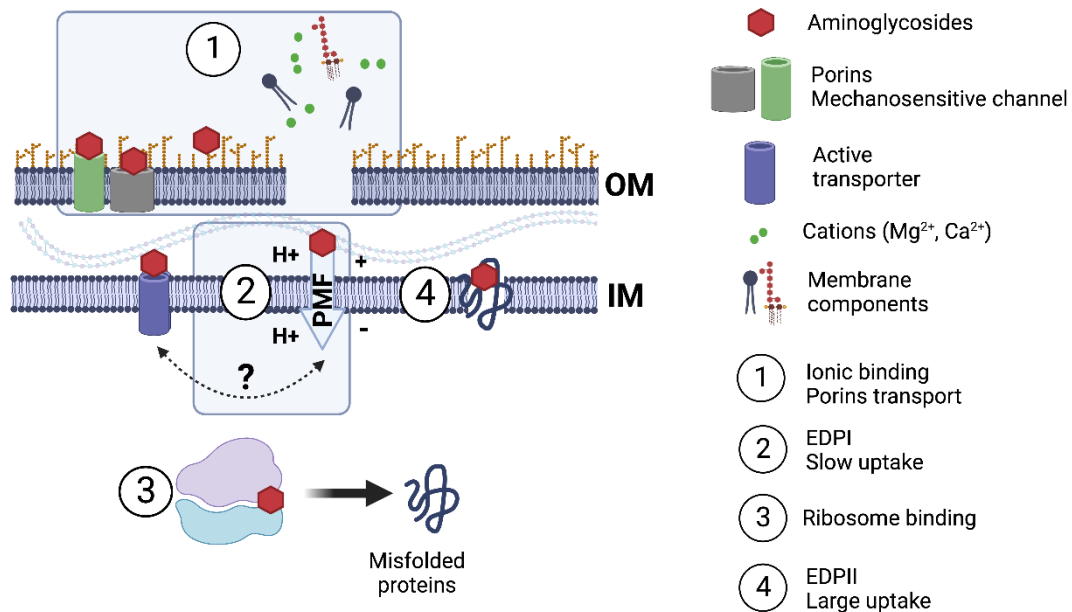 1
OM
H+
+
2
PMF
4
IM
H+
-
?
3
Misfolded
proteins
Aminoglycosides
Porins
Mechanosensitive channel
Active
transporter
Cations (Mg²⁺, Ca²⁺)
Membrane
components
1
Ionic binding
Porins transport
2
EDPI
Slow uptake
3
Ribosome binding
4
EDPII
Large uptake